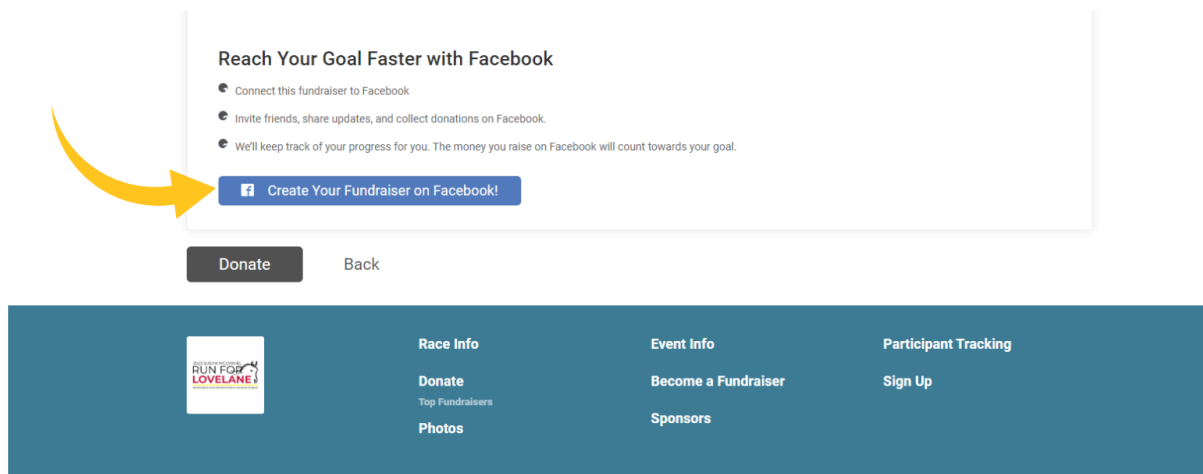 Reach Your Goal Faster with Facebook
Connect this fundraiser to Facebook
Invite friends, share updates, and collect donations on Facebook.
We'll keep track of your progress for you. The money you raise on Facebook will count towards your goal.
Create Your Fundraiser on Facebook!
Donate
Back
RUN FOR
LOVELANE
Race Info
Donate
Top Fundraisers
Photos
Event Info
Become a Fundraiser
Sponsors
Participant Tracking
Sign Up